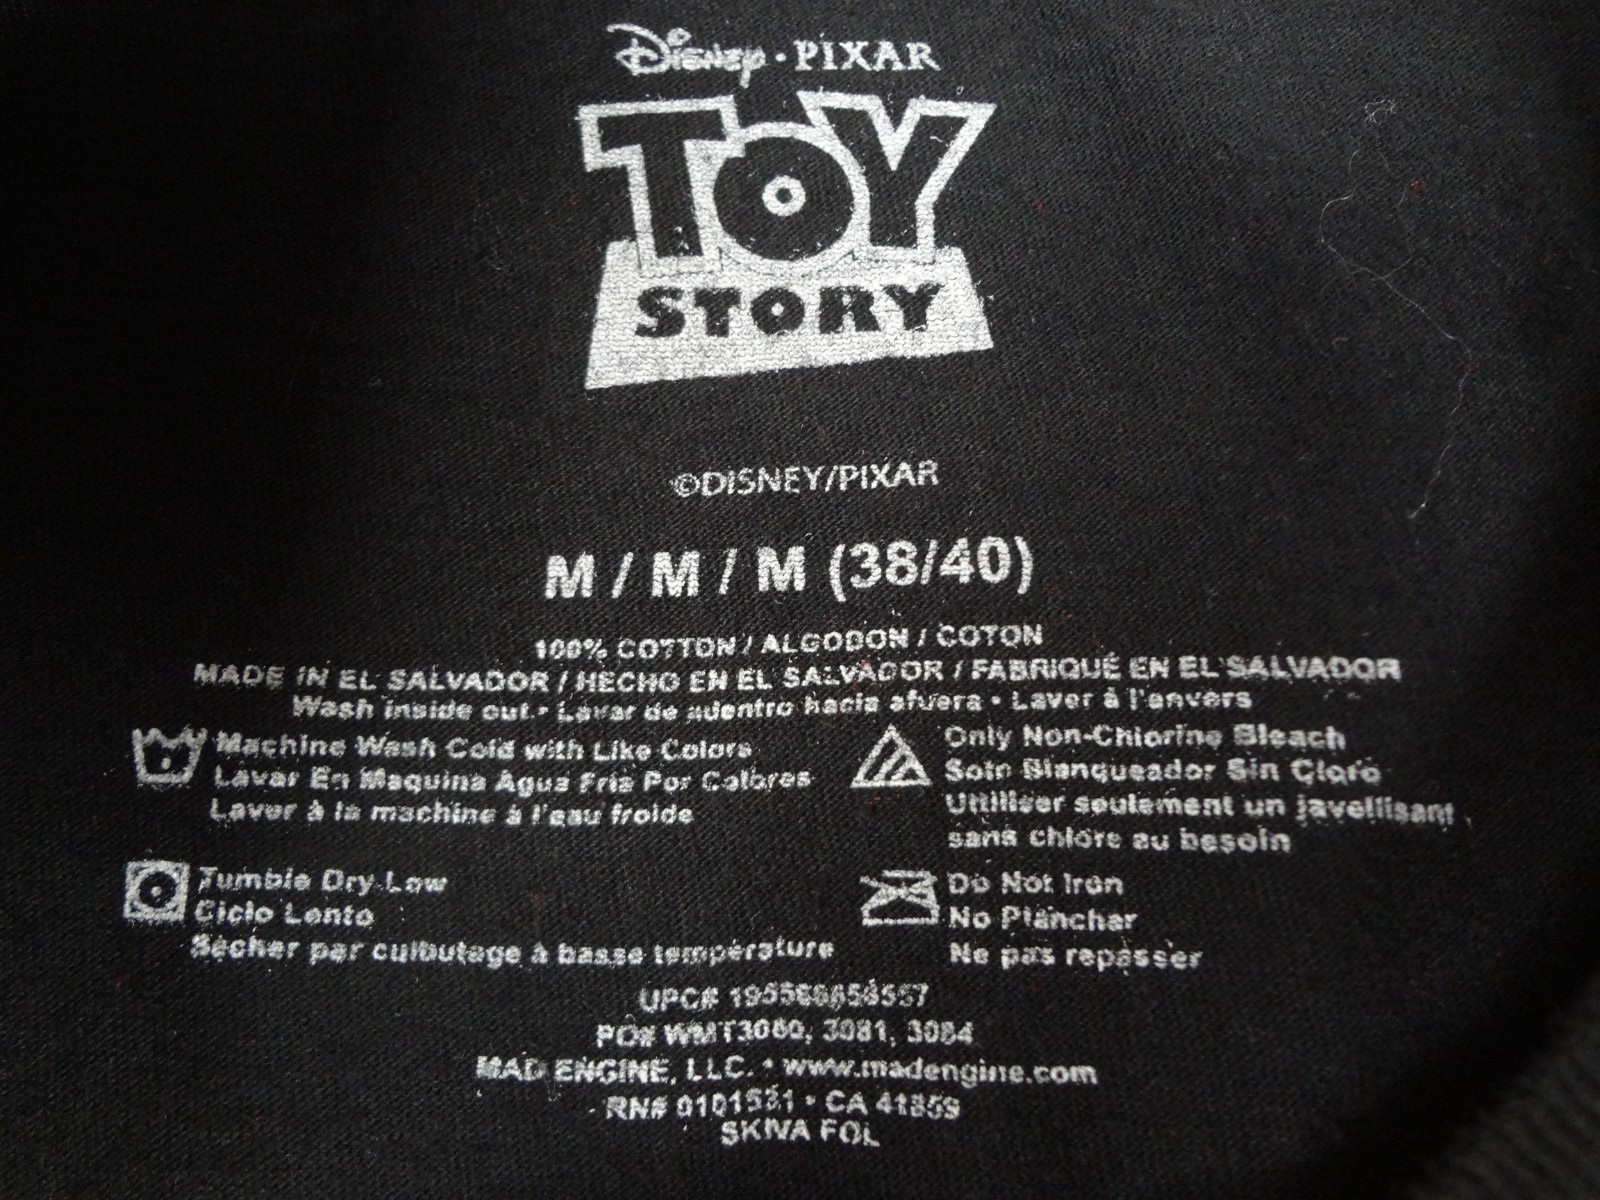 Disney · PIXAR
TOY
STORY
©DISNEY/PIXAR
M / M / M (38/40)
100% COTTON / ALGODON / COTON
MADE IN EL SALVADOR / HECHO EN EL SALVADOR / FABRIQUÉ EN EL SALVADOR
Wash inside out • Lavar de adentro hacia afuera • Laver à l'envers
Machine Wash Cold with Like Colors
Lavar En Maquina Agua Fria Por Colores
Laver à la machine à l'eau froide
Only Non-Chlorine Bleach
Solo Blanqueador Sin Cloro
Utiliser seulement un javellisant
sans chlore au besoin
Tumble Dry Low
Ciclo Lento
Sécher par culbutage à basse température
Do Not Iron
No Planchar
Ne pas repasser
UPC#
PO# WMT3080, 3081, 3084
MAD ENGINE, LLC. • www.madengine.com
RN# • CA
SKIVA FOL